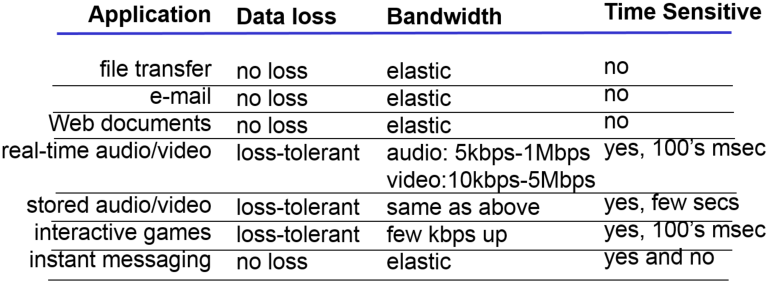 Application Data loss Bandwidth Time Sensitive
file transfer no loss elastic no
e-mail no loss elastic no
Web documents no loss elastic no
real-time audio/video loss-tolerant audio: 5kbps-1Mbps yes, 100's msec
video:10kbps-5Mbps
stored audio/video loss-tolerant same as above yes, few secs
interactive games loss-tolerant few kbps up yes, 100's msec
instant messaging no loss elastic yes and no